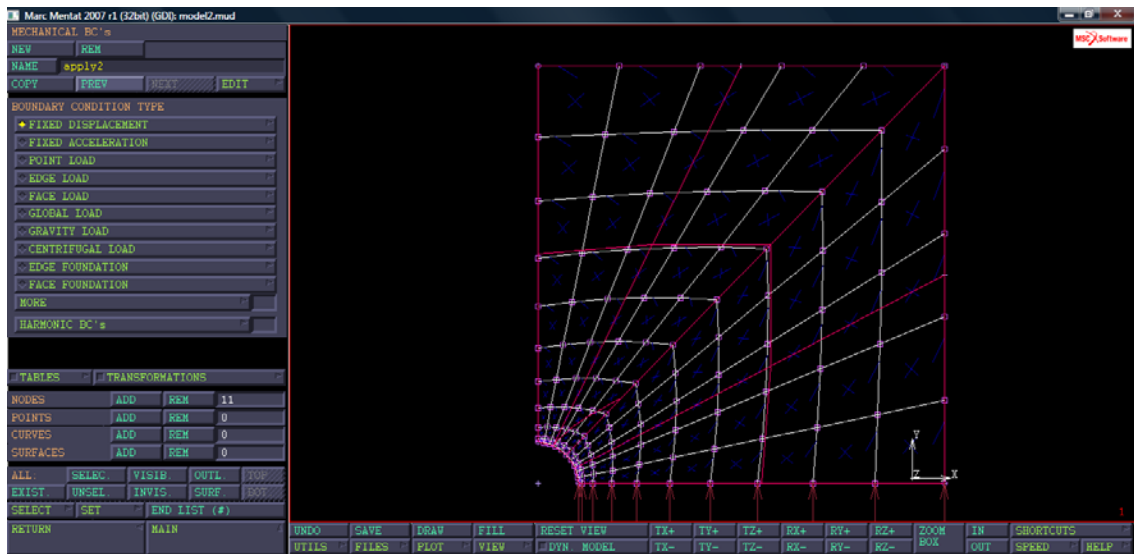 Marc Mentat 2007 r1 (32bit) (GDI): model2.mud
MECHANICAL BC's
NEW REM
NAME apply2
COPY PREV NEXT EDIT
BOUNDARY CONDITION TYPE
FIXED DISPLACEMENT
FIXED ACCELERATION
POINT LOAD
EDGE LOAD
FACE LOAD
GLOBAL LOAD
GRAVITY LOAD
CENTRIFUGAL LOAD
EDGE FOUNDATION
FACE FOUNDATION
MORE
HARMONIC BC's
TABLES TRANSFORMATIONS
NODES ADD REM 11
POINTS ADD REM 0
CURVES ADD REM 0
SURFACES ADD REM 0
ALL: SELEC. VISIB. OUTL. TOP
EXIST. UNSEL. INVIS. SURF. BOT.
SELECT SET END LIST (#)
RETURN MAIN
MSC Software
Y
Z X
1
UNDO SAVE DRAW FILL RESET VIEW TX+ TY+ TZ+ RX+ RY+ RZ+ ZOOM BOX IN SHORTCUTS
UTILS FILES PLOT VIEW DYN. MODEL TX- TY- TZ- RX- RY- RZ- OUT SPEED HELP